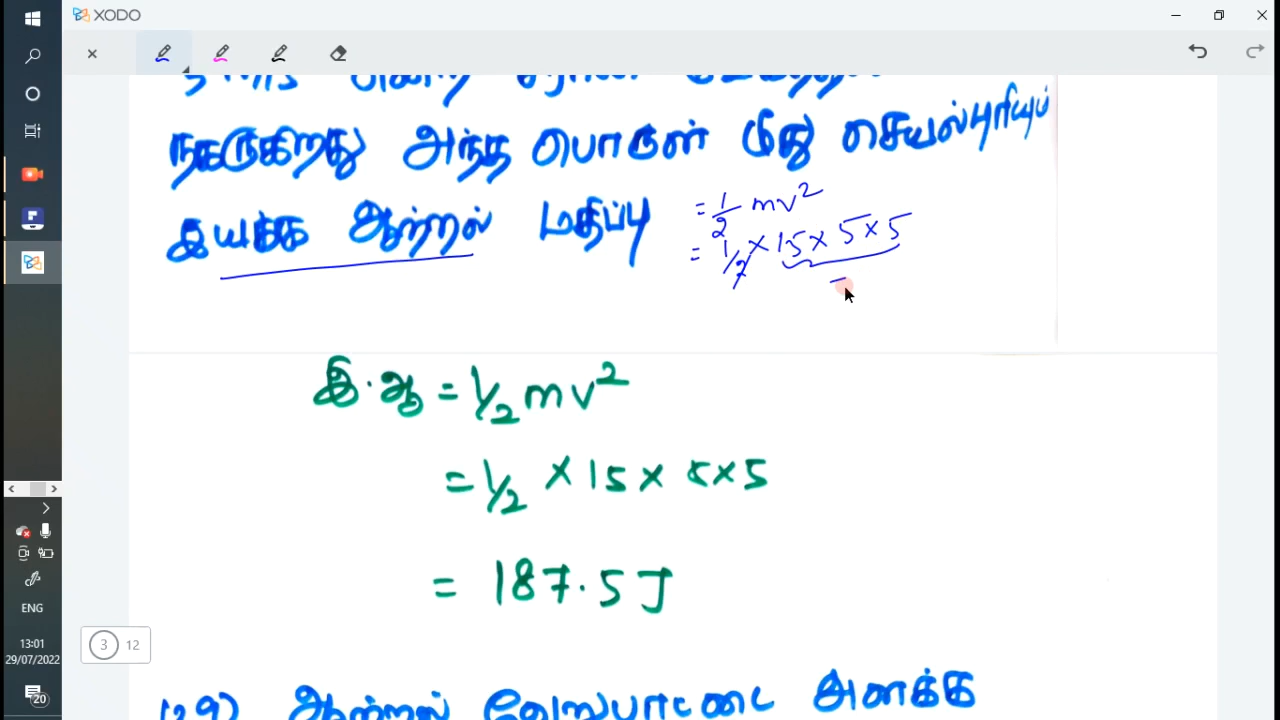 XODO
நகருகிறது அந்த பொருள் மீது செயல்புரியும்
இயக்க ஆற்றல் மதிப்பு
= 1/2 mv²
= 1/2 × 15 × 5 × 5
இ.ஆ = 1/2 mv²
= 1/2 × 15 × 5 × 5
= 187.5 J
3 12
129) ஆற்றல் வேறுபாட்டை அளக்க
ENG
13:01
29/07/2022
20